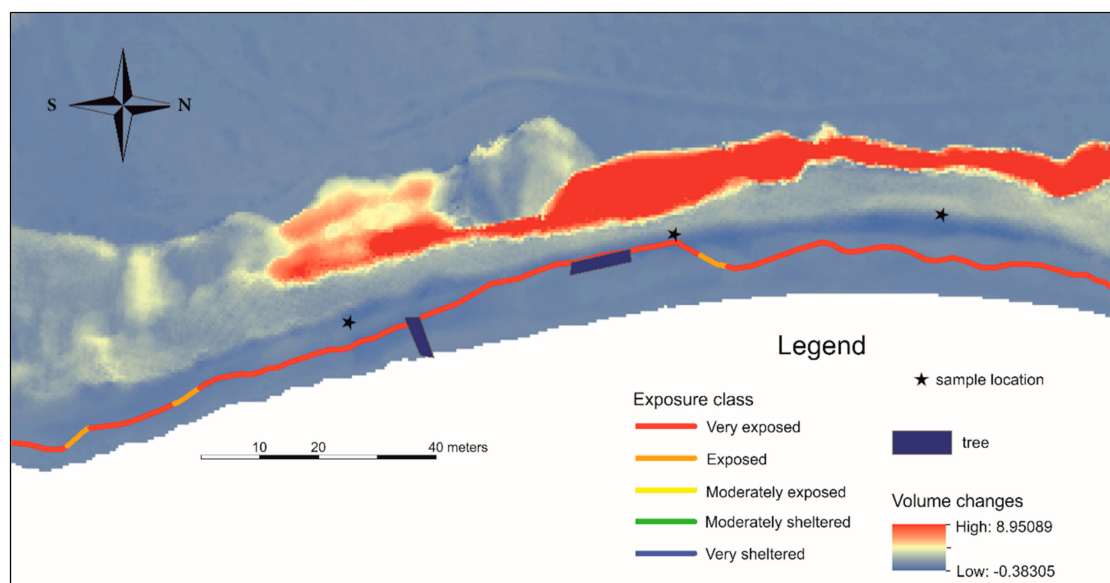 S N
Legend
sample location
Exposure class
Very exposed
tree
10 20 40 meters
Exposed
Moderately exposed
Volume changes
Moderately sheltered
High: 8.95089
Very sheltered
Low: -0.38305